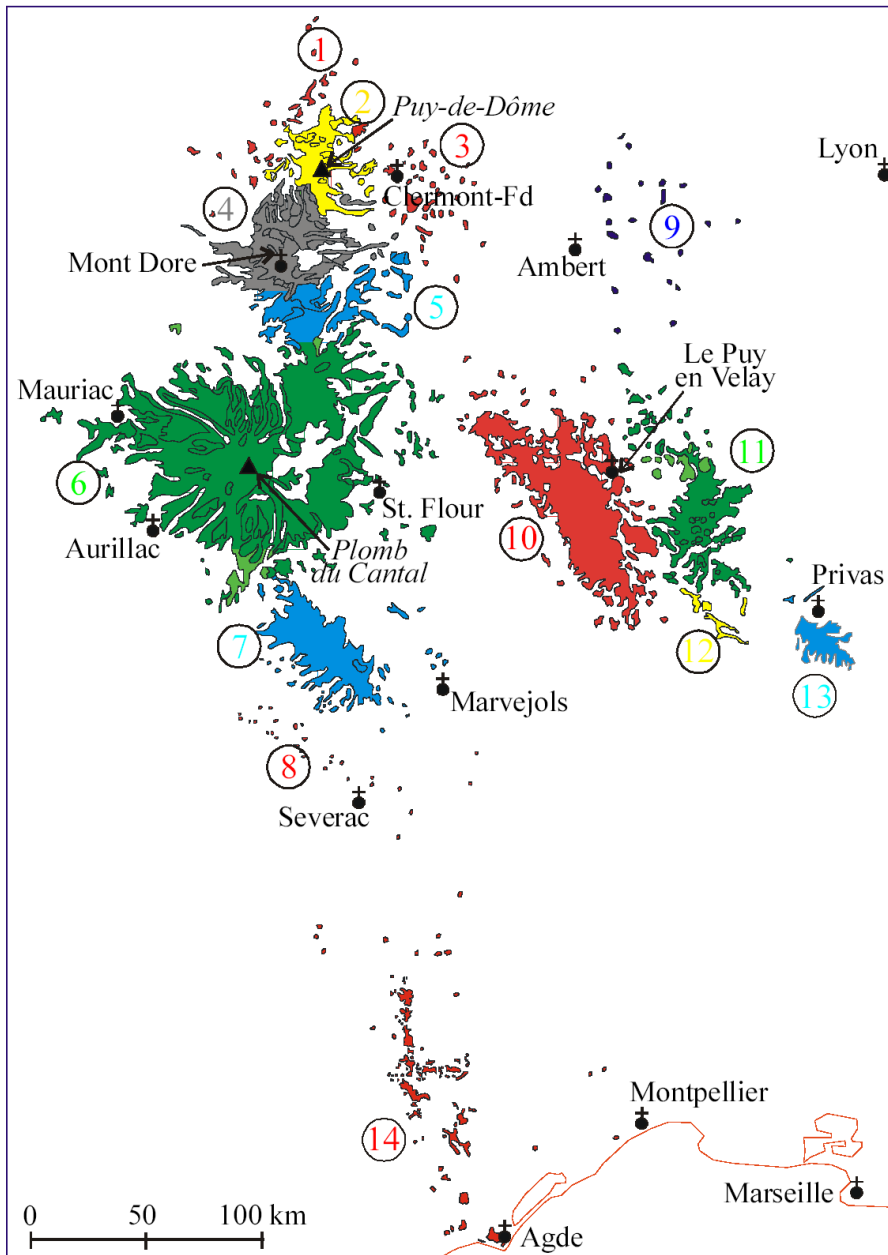 1
2
Puy-de-Dôme
3
Lyon
Clermont-Fd
4
9
Mont Dore
Ambert
5
Le Puy
en Velay
Mauriac
11
6
St. Flour
10
Aurillac
Plomb
du Cantal
Privas
7
12
13
Marvejols
8
Severac
Montpellier
14
Marseille
0 50 100 km
Agde